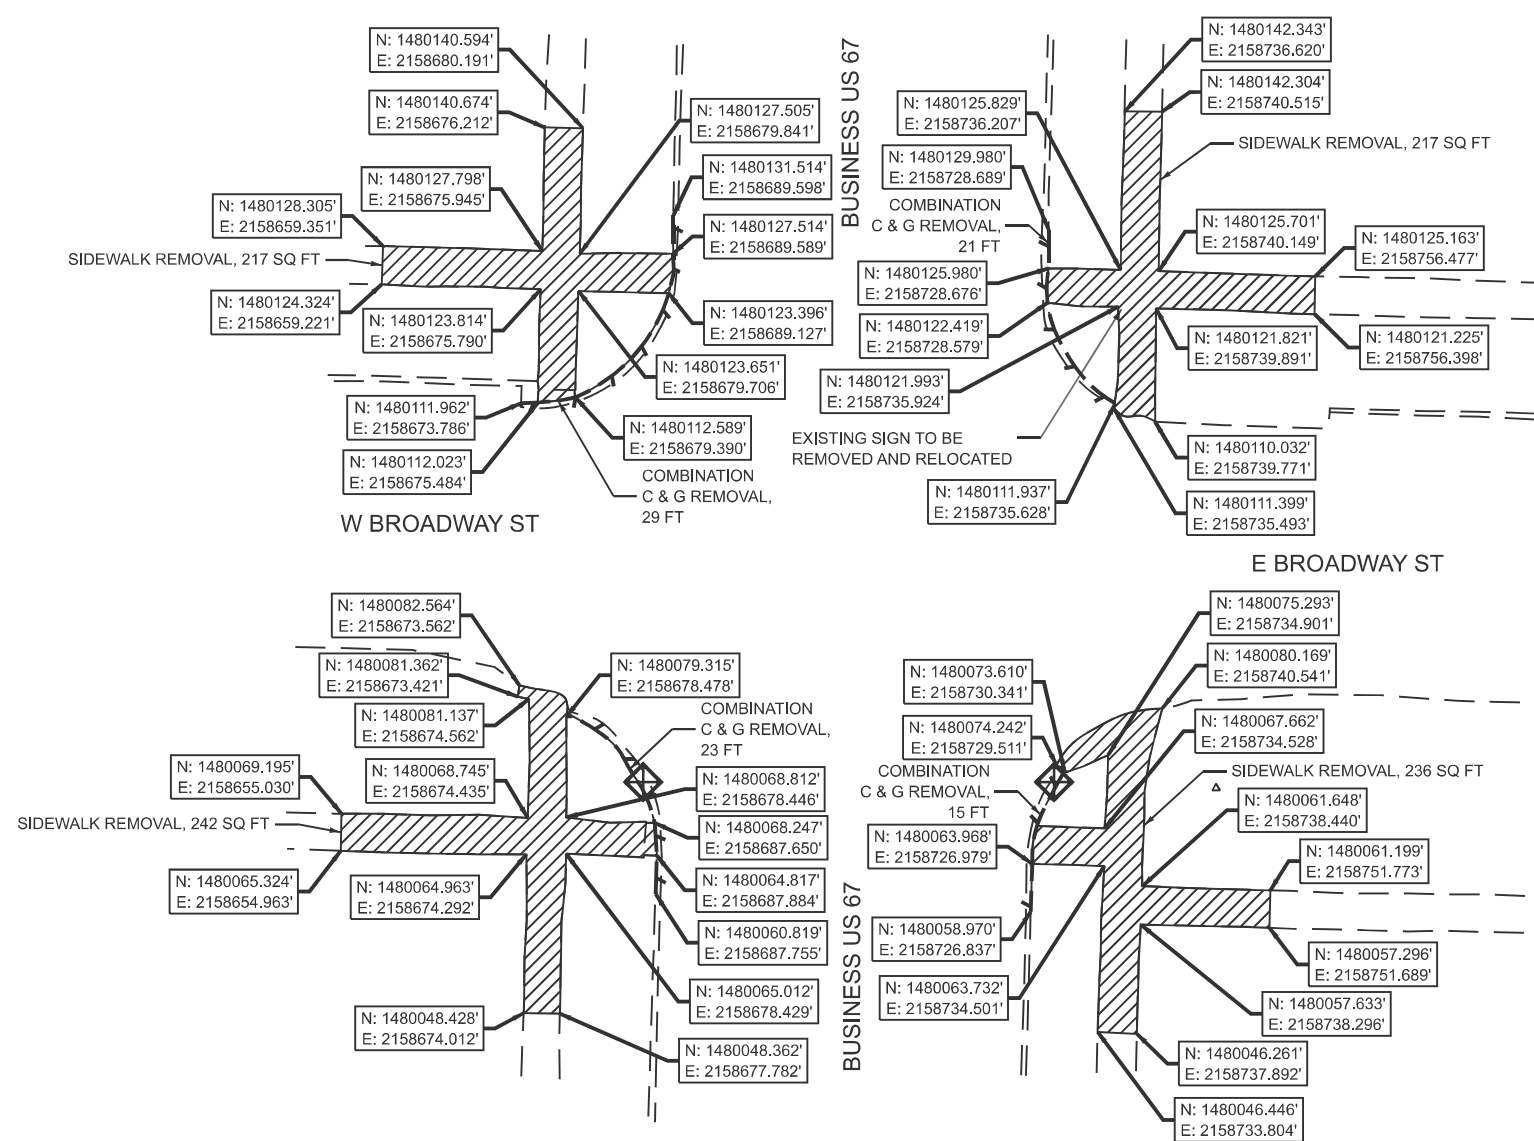 N: 1480140.594'
E: 2158680.191'
N: 1480140.674'
E: 2158676.212'
N: 1480127.505'
E: 2158679.841'
N: 1480127.798'
E: 2158675.945'
N: 1480131.514'
E: 2158689.598'
N: 1480128.305'
E: 2158659.351'
N: 1480127.514'
E: 2158689.589'
SIDEWALK REMOVAL, 217 SQ FT
N: 1480124.324'
E: 2158659.221'
N: 1480123.814'
E: 2158675.790'
N: 1480123.396'
E: 2158689.127'
N: 1480123.651'
E: 2158679.706'
N: 1480111.962'
E: 2158673.786'
N: 1480112.589'
E: 2158679.390'
N: 1480112.023'
E: 2158675.484'
COMBINATION
C & G REMOVAL,
29 FT
W BROADWAY ST
BUSINESS US 67
N: 1480142.343'
E: 2158736.620'
N: 1480142.304'
E: 2158740.515'
N: 1480125.829'
E: 2158736.207'
SIDEWALK REMOVAL, 217 SQ FT
N: 1480129.980'
E: 2158728.689'
COMBINATION
C & G REMOVAL,
21 FT
N: 1480125.701'
E: 2158740.149'
N: 1480125.163'
E: 2158756.477'
N: 1480125.980'
E: 2158728.676'
N: 1480122.419'
E: 2158728.579'
N: 1480121.821'
E: 2158739.891'
N: 1480121.225'
E: 2158756.398'
N: 1480121.993'
E: 2158735.924'
EXISTING SIGN TO BE
REMOVED AND RELOCATED
N: 1480110.032'
E: 2158739.771'
N: 1480111.937'
E: 2158735.628'
N: 1480111.399'
E: 2158735.493'
E BROADWAY ST
N: 1480082.564'
E: 2158673.562'
N: 1480081.362'
E: 2158673.421'
N: 1480079.315'
E: 2158678.478'
N: 1480081.137'
E: 2158674.562'
COMBINATION
C & G REMOVAL,
23 FT
N: 1480069.195'
E: 2158655.030'
N: 1480068.745'
E: 2158674.435'
N: 1480068.812'
E: 2158678.446'
SIDEWALK REMOVAL, 242 SQ FT
N: 1480068.247'
E: 2158687.650'
N: 1480065.324'
E: 2158654.963'
N: 1480064.963'
E: 2158674.292'
N: 1480064.817'
E: 2158687.884'
N: 1480060.819'
E: 2158687.755'
N: 1480065.012'
E: 2158678.429'
N: 1480048.428'
E: 2158674.012'
N: 1480048.362'
E: 2158677.782'
BUSINESS US 67
N: 1480075.293'
E: 2158734.901'
N: 1480073.610'
E: 2158730.341'
N: 1480080.169'
E: 2158740.541'
N: 1480074.242'
E: 2158729.511'
N: 1480067.662'
E: 2158734.528'
COMBINATION
C & G REMOVAL,
15 FT
SIDEWALK REMOVAL, 236 SQ FT
N: 1480061.648'
E: 2158738.440'
N: 1480063.968'
E: 2158726.979'
N: 1480061.199'
E: 2158751.773'
N: 1480058.970'
E: 2158726.837'
N: 1480057.296'
E: 2158751.689'
N: 1480063.732'
E: 2158734.501'
N: 1480057.633'
E: 2158738.296'
N: 1480046.261'
E: 2158737.892'
N: 1480046.446'
E: 2158733.804'